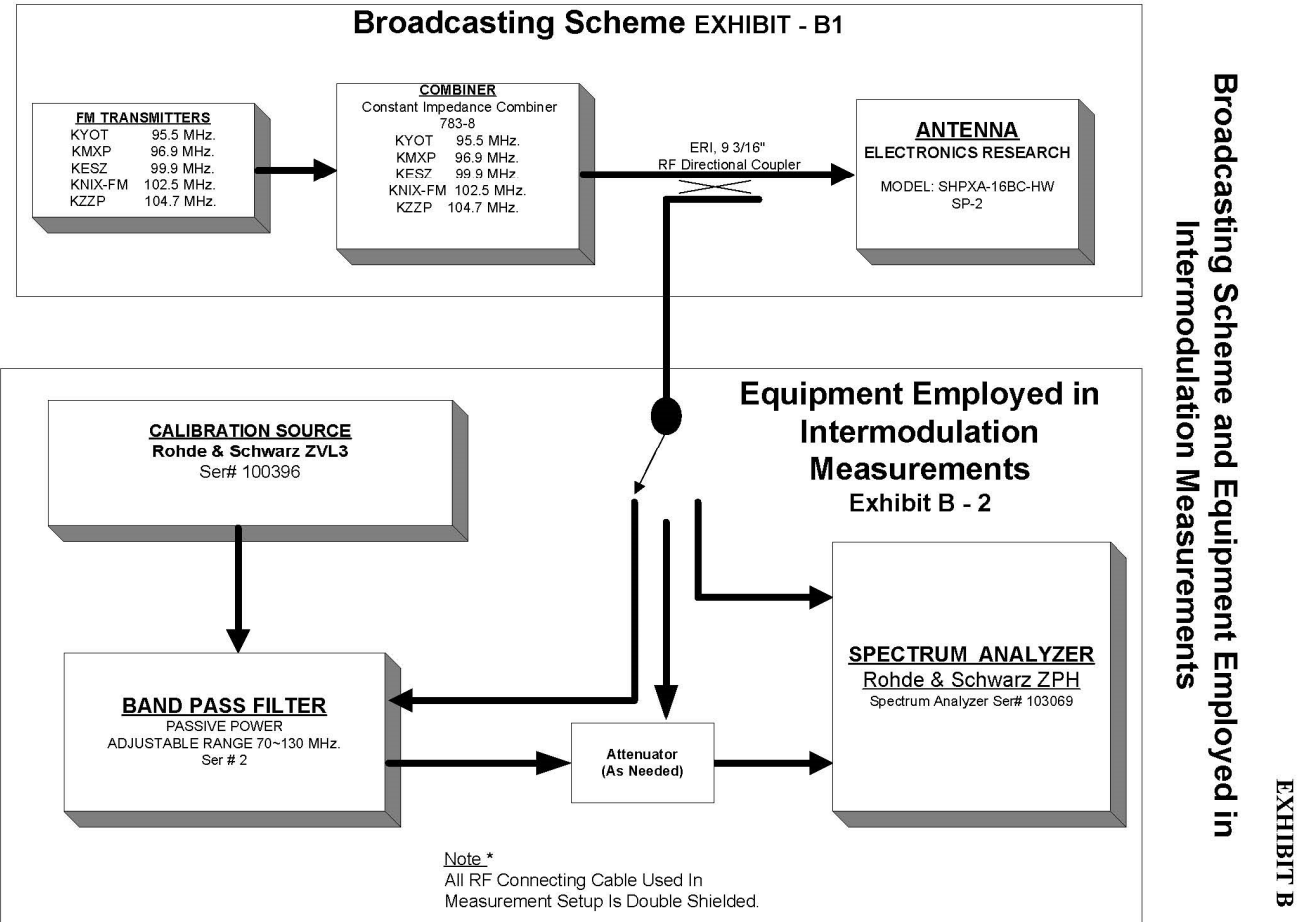 Broadcasting Scheme EXHIBIT - B1
FM TRANSMITTERS
KYOT 95.5 MHz.
KMXP 96.9 MHz.
KESZ 99.9 MHz.
KNIX-FM 102.5 MHz.
KZZP 104.7 MHz.
COMBINER
Constant Impedance Combiner
783-8
KYOT 95.5 MHz.
KMXP 96.9 MHz.
KESZ 99.9 MHz.
KNIX-FM 102.5 MHz.
KZZP 104.7 MHz.
ERI, 9 3/16"
RF Directional Coupler
ANTENNA
ELECTRONICS RESEARCH
MODEL: SHPXA-16BC-HW
SP-2
Equipment Employed in
Intermodulation
Measurements
Exhibit B - 2
CALIBRATION SOURCE
Rohde & Schwarz ZVL3
Ser# 100396
BAND PASS FILTER
PASSIVE POWER
ADJUSTABLE RANGE 70~130 MHz.
Ser # 2
Attenuator
(As Needed)
SPECTRUM ANALYZER
Rohde & Schwarz ZPH
Spectrum Analyzer Ser# 103069
Note *
All RF Connecting Cable Used In
Measurement Setup Is Double Shielded.
Broadcasting Scheme and Equipment Employed in
Intermodulation Measurements
EXHIBIT B